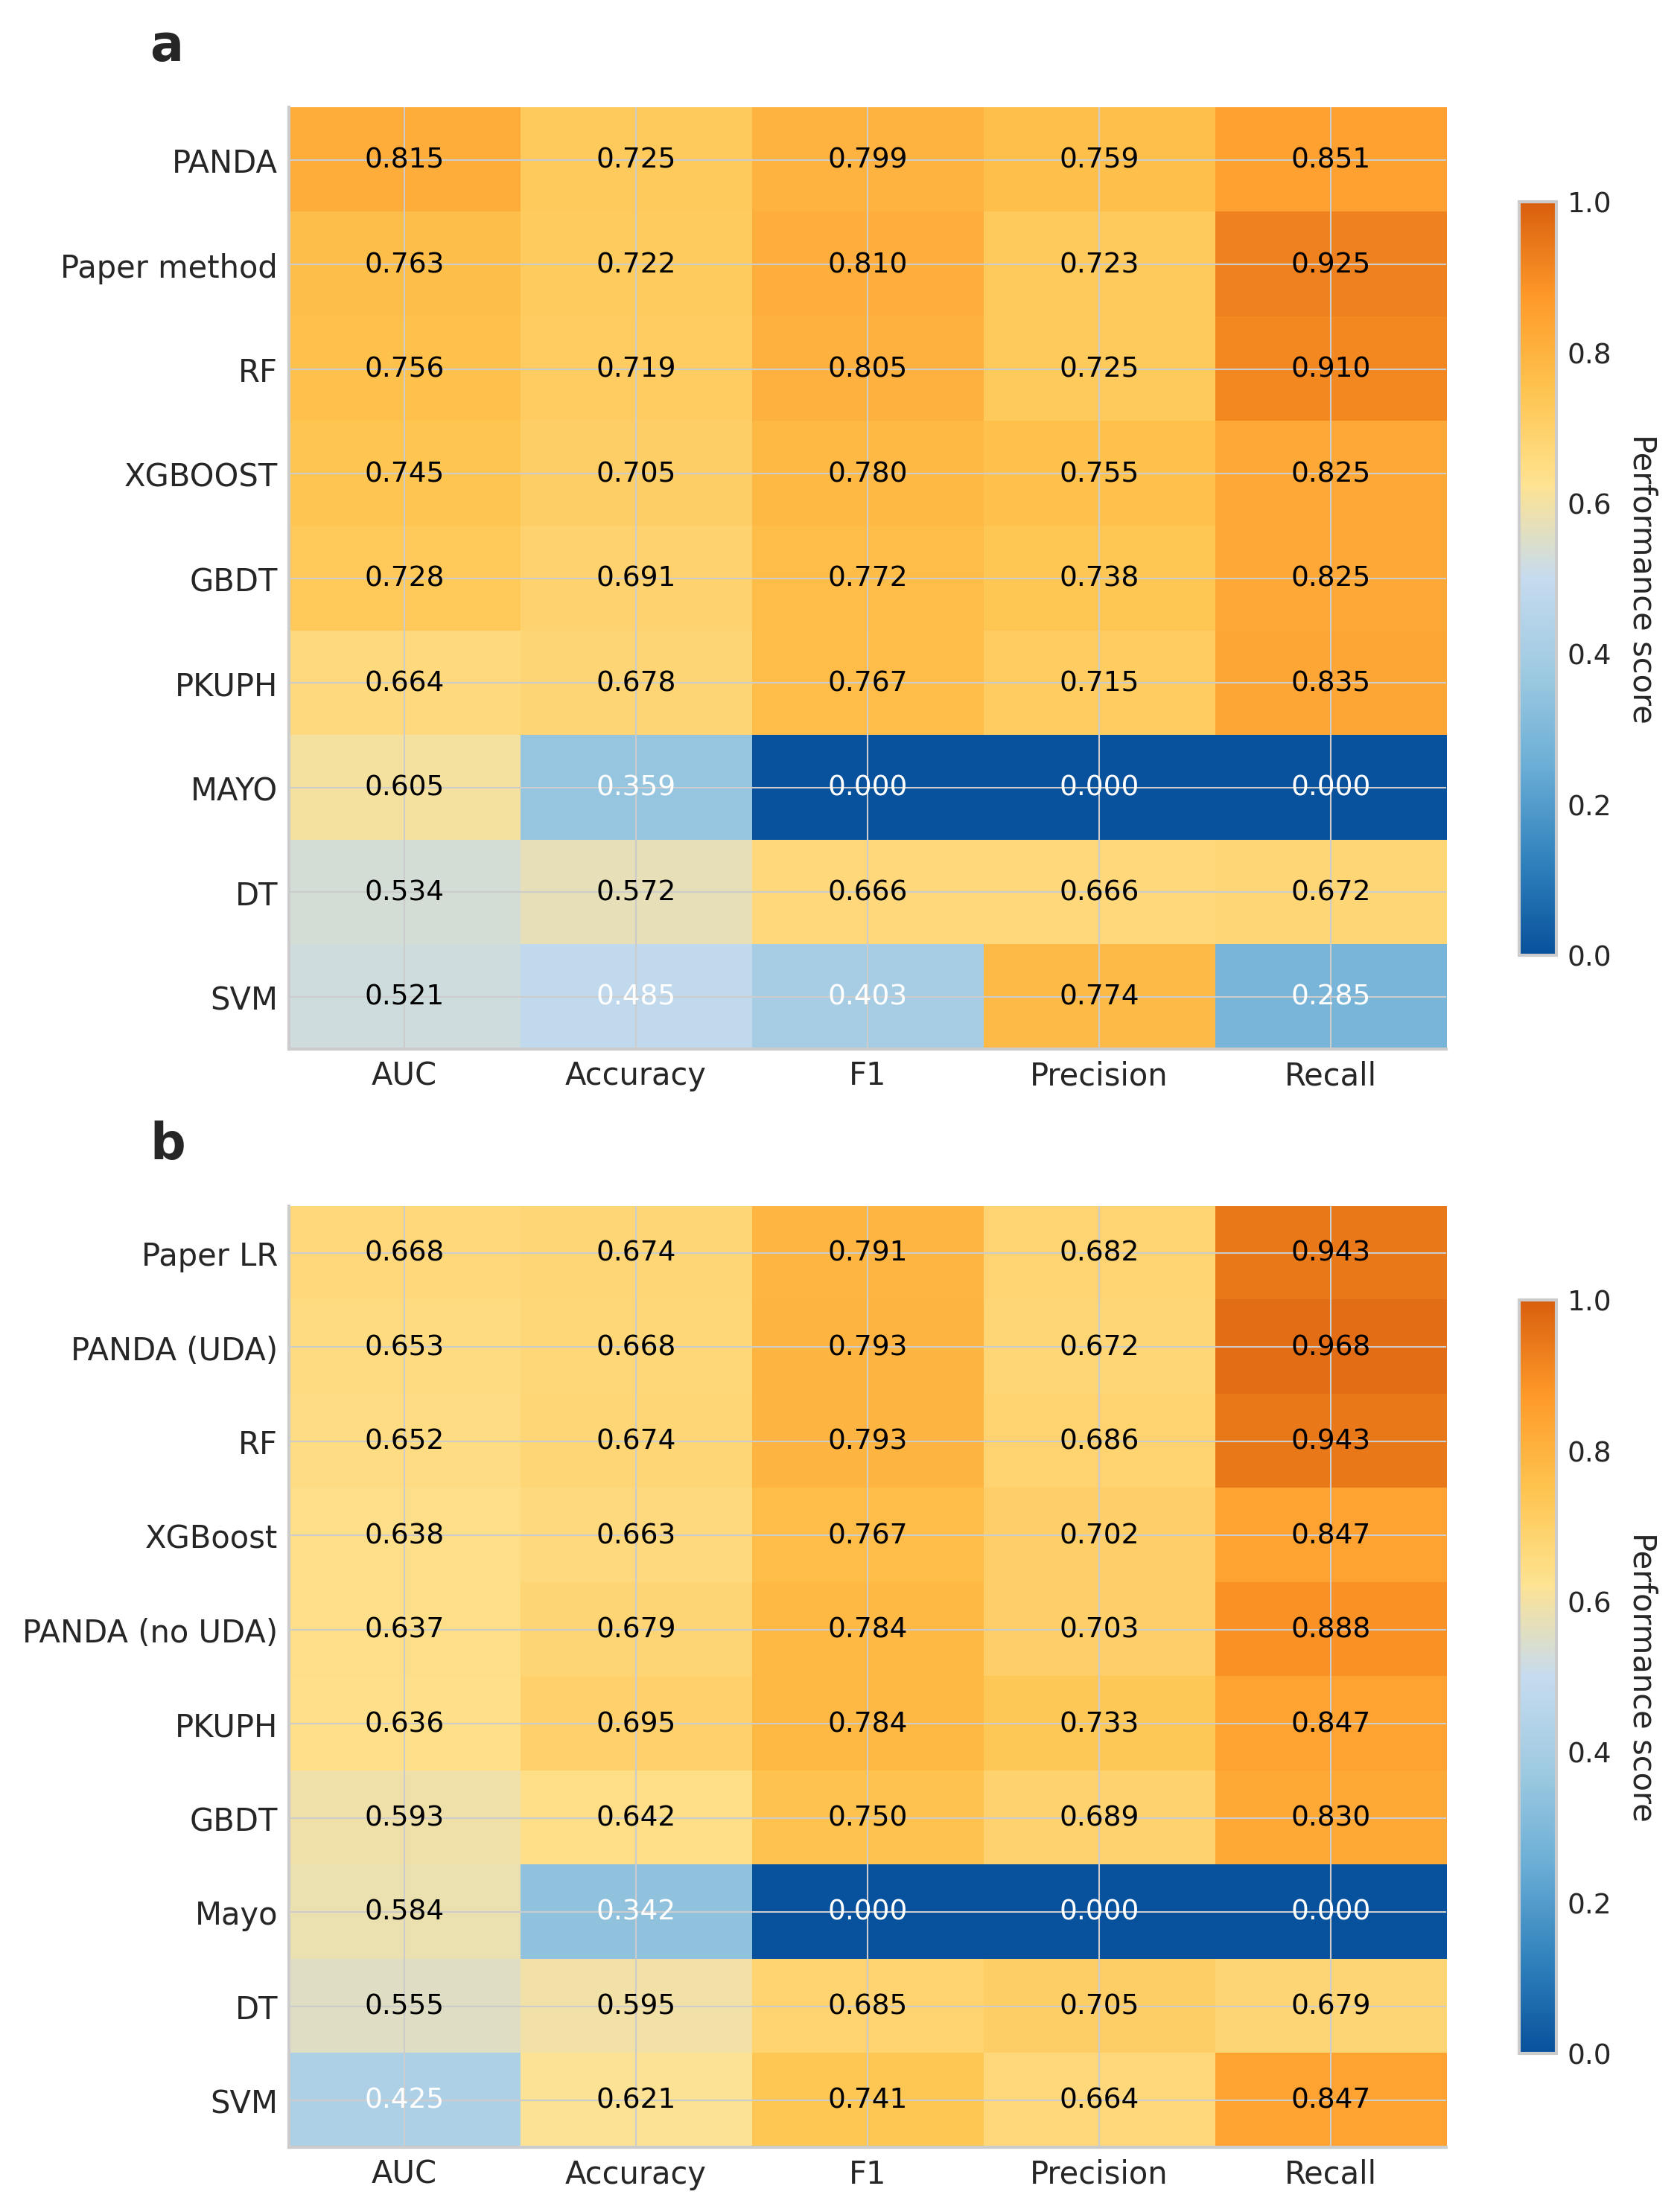 a
PANDA 0.815 0.725 0.799 0.759 0.851
Paper method 0.763 0.722 0.810 0.723 0.925
RF 0.756 0.719 0.805 0.725 0.910
XGBOOST 0.745 0.705 0.780 0.755 0.825
GBDT 0.728 0.691 0.772 0.738 0.825
PKUPH 0.664 0.678 0.767 0.715 0.835
MAYO 0.605 0.359 0.000 0.000 0.000
DT 0.534 0.572 0.666 0.666 0.672
SVM 0.521 0.485 0.403 0.774 0.285
AUC Accuracy F1 Precision Recall
1.0
0.8
0.6
0.4
0.2
0.0
Performance score
b
Paper LR 0.668 0.674 0.791 0.682 0.943
PANDA (UDA) 0.653 0.668 0.793 0.672 0.968
RF 0.652 0.674 0.793 0.686 0.943
XGBoost 0.638 0.663 0.767 0.702 0.847
PANDA (no UDA) 0.637 0.679 0.784 0.703 0.888
PKUPH 0.636 0.695 0.784 0.733 0.847
GBDT 0.593 0.642 0.750 0.689 0.830
Mayo 0.584 0.342 0.000 0.000 0.000
DT 0.555 0.595 0.685 0.705 0.679
SVM 0.425 0.621 0.741 0.664 0.847
AUC Accuracy F1 Precision Recall
1.0
0.8
0.6
0.4
0.2
0.0
Performance score